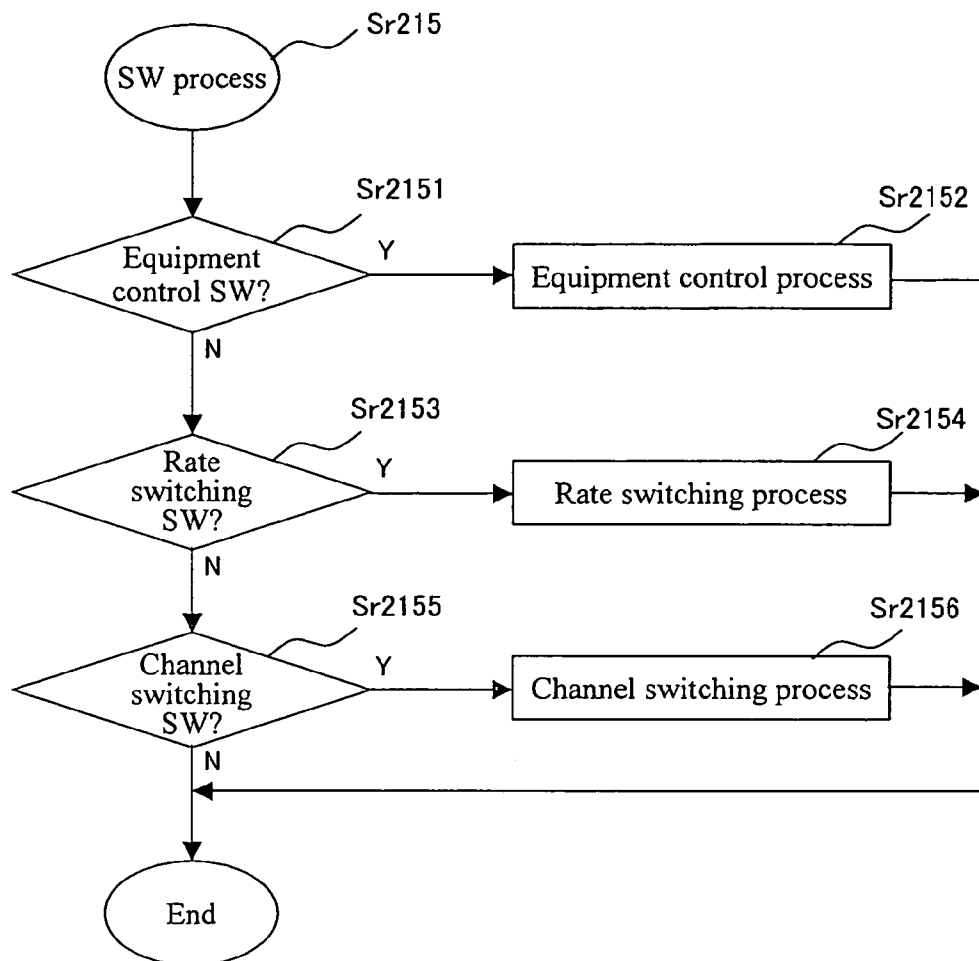 Sr215
SW process
Sr2151
Equipment
control SW?
Y
N
Sr2152
Equipment control process
Sr2153
Rate
switching
SW?
Y
N
Sr2154
Rate switching process
Sr2155
Channel
switching
SW?
Y
N
Sr2156
Channel switching process
End